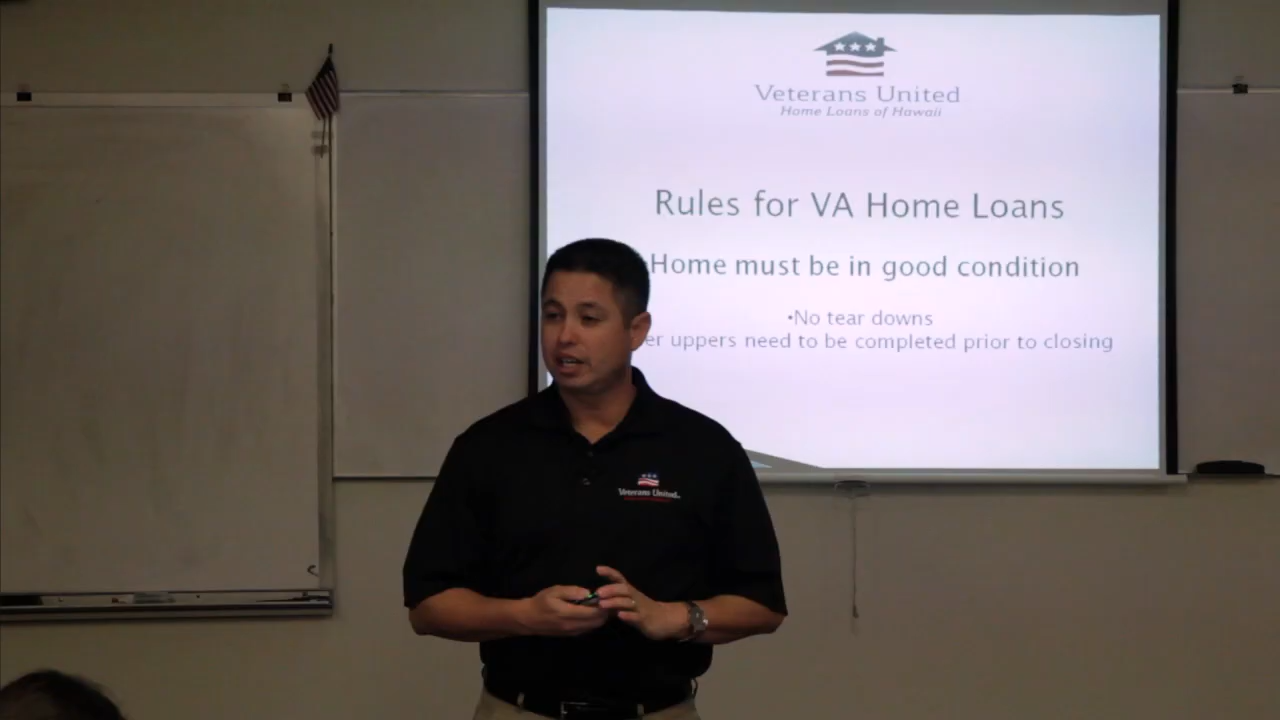 Veterans United
Home Loans of Hawaii
Rules for VA Home Loans
Home must be in good condition
•No tear downs
er uppers need to be completed prior to closing
Veterans United